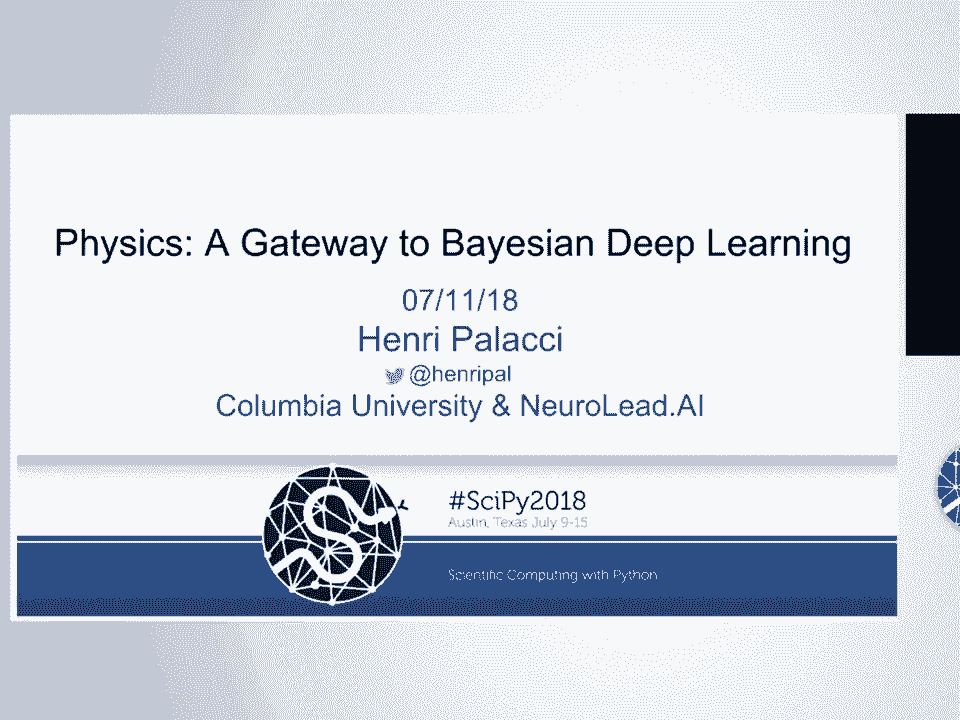 Physics: A Gateway to Bayesian Deep Learning
07/11/18
Henri Palacci
@henripal
Columbia University & NeuroLead.AI
#SciPy2018
Austin, Texas July 9-15
Scientific Computing with Python